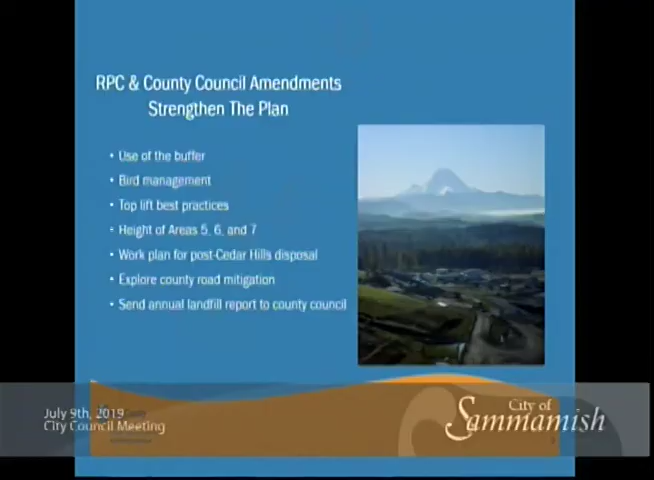 RPC & County Council Amendments
Strengthen The Plan
• Use of the buffer
• Bird management
• Top lift best practices
• Height of Areas 5, 6, and 7
• Work plan for post-Cedar Hills disposal
• Explore county road mitigation
• Send annual landfill report to county council
July 9th, 2019
City Council Meeting
City of
Sammamish